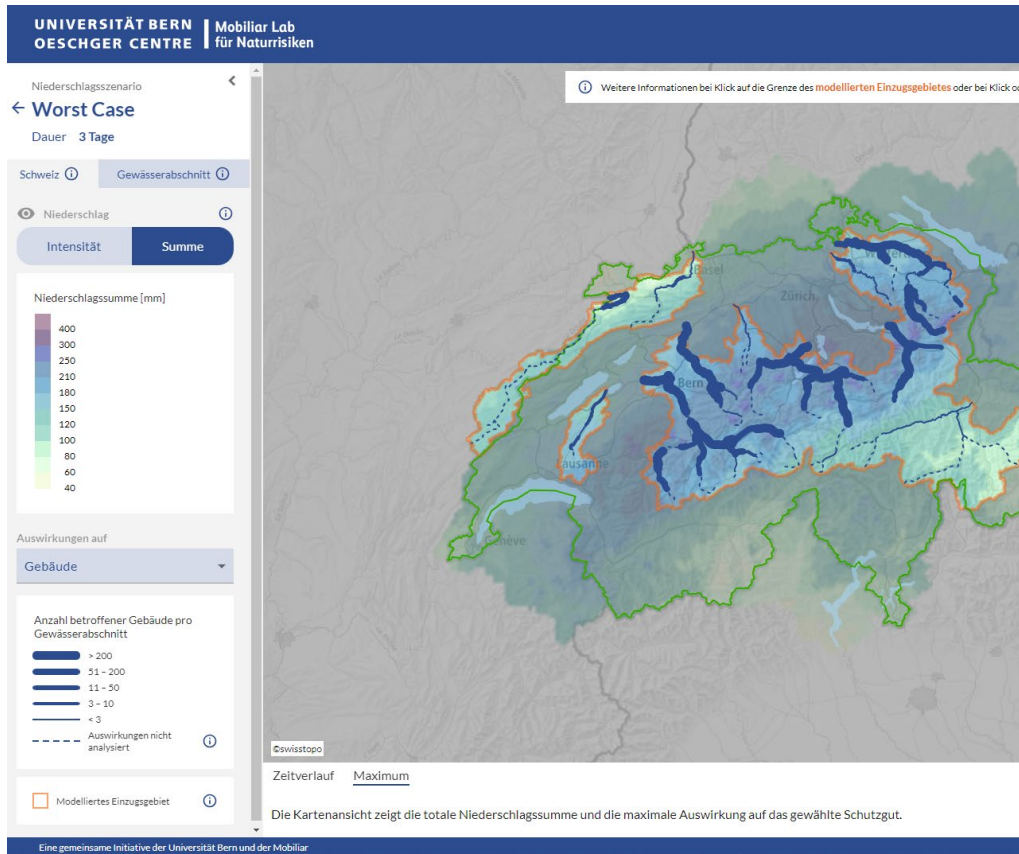 UNIVERSITÄT BERN
OESCHGER CENTRE
Mobiliar Lab
für Naturrisiken
Niederschlagsszenario
Worst Case
Dauer 3 Tage
Schweiz
Gewässerabschnitt
Niederschlag
Intensität
Summe
Niederschlagssumme [mm]
400
300
250
210
180
150
120
100
80
60
40
Auswirkungen auf
Gebäude
Anzahl betroffener Gebäude pro
Gewässerabschnitt
> 200
51 – 200
11 – 50
3 – 10
< 3
Auswirkungen nicht
analysiert
Modelliertes Einzugsgebiet
Weitere Informationen bei Klick auf die Grenze des modellierten Einzugsgebietes oder bei Klick
Basel
Zürich
Bern
Lausanne
Genève
©swisstopo
Zeitverlauf Maximum
Die Kartenansicht zeigt die totale Niederschlagssumme und die maximale Auswirkung auf das gewählte Schutzgut.
Eine gemeinsame Initiative der Universität Bern und der Mobiliar